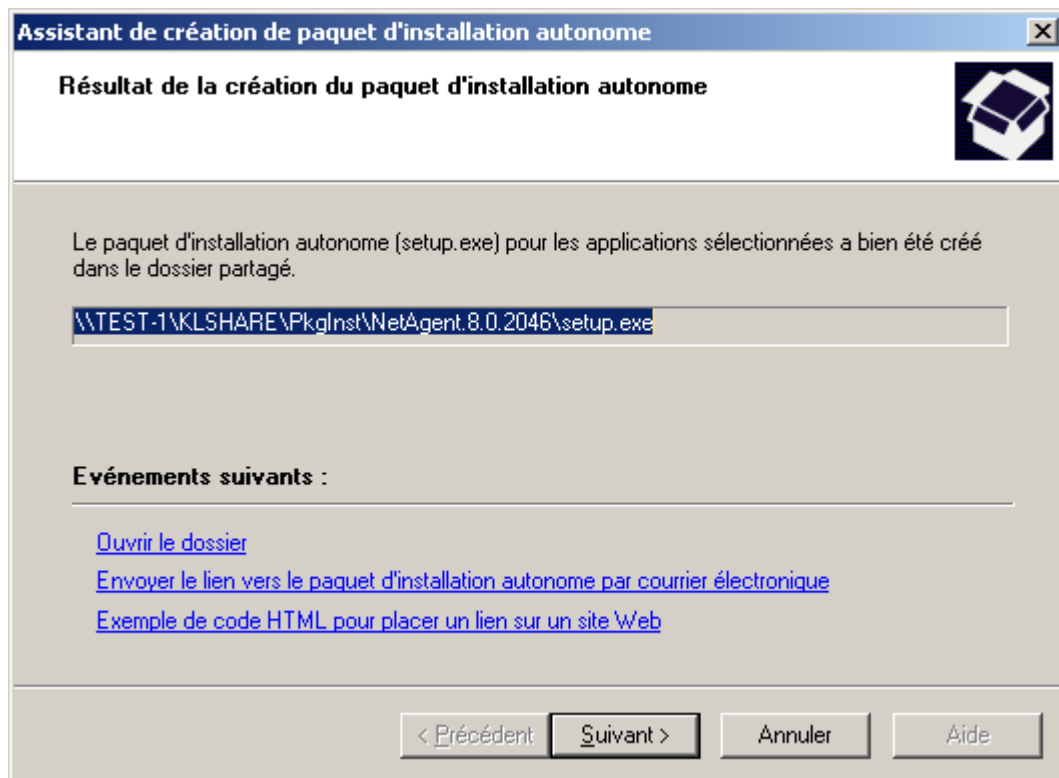 Assistant de création de paquet d'installation autonome
Résultat de la création du paquet d'installation autonome
Le paquet d'installation autonome (setup.exe) pour les applications sélectionnées a bien été créé
dans le dossier partagé.
\\TEST-1\KLSHARE\PkgInst\NetAgent.8.0.2046\setup.exe
Evénements suivants :
Ouvrir le dossier
Envoyer le lien vers le paquet d'installation autonome par courrier électronique
Exemple de code HTML pour placer un lien sur un site Web
< Précédent
Suivant >
Annuler
Aide